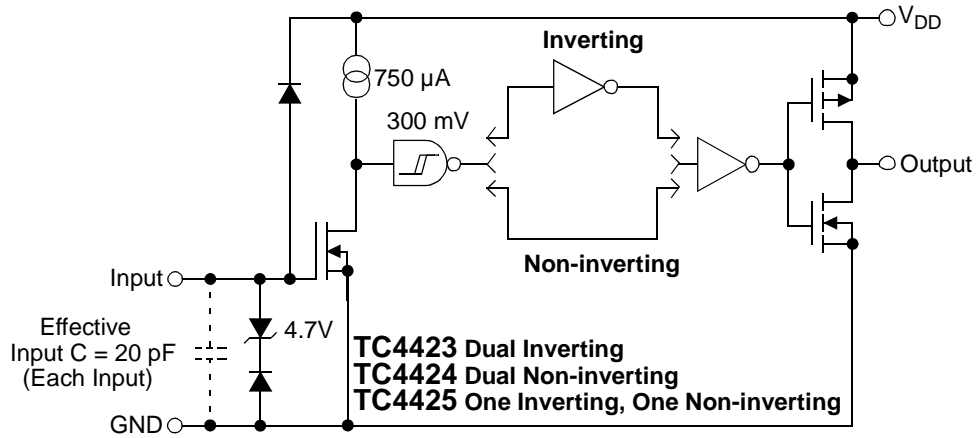 V_DD
Inverting
750 µA
300 mV
Output
Non-inverting
Input
4.7V
Effective
Input C = 20 pF
(Each Input)
TC4423 Dual Inverting
TC4424 Dual Non-inverting
TC4425 One Inverting, One Non-inverting
GND